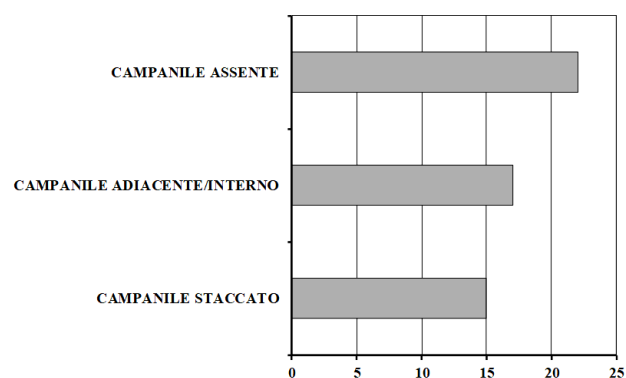 CAMPANILE ASSENTE
CAMPANILE ADIACENTE/INTERNO
CAMPANILE STACCATO
0 5 10 15 20 25